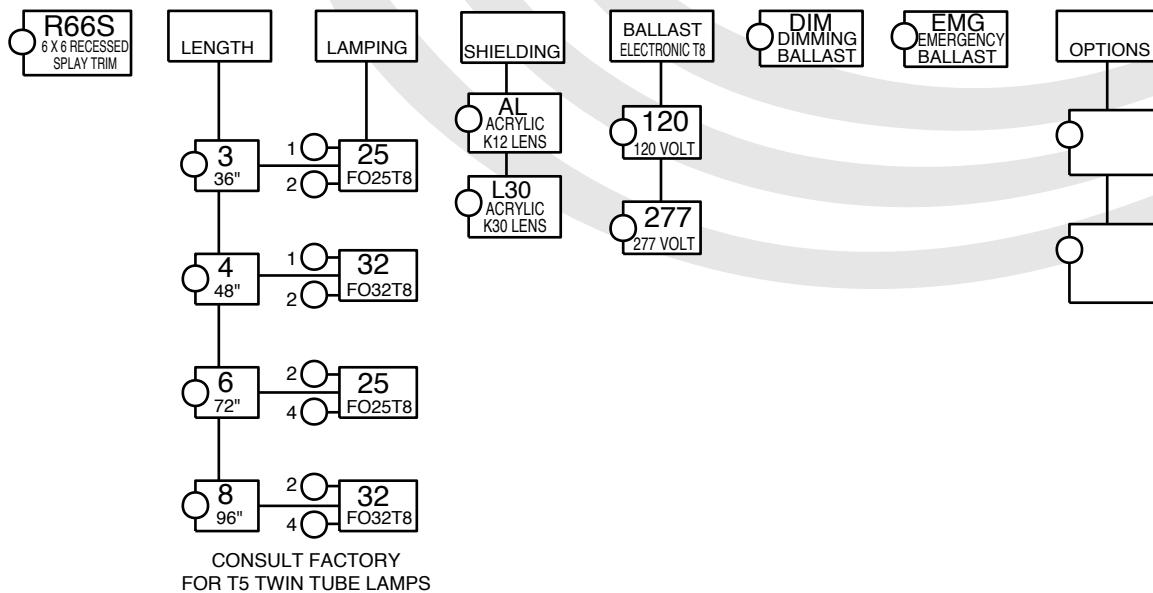 R66S
6 X 6 RECESSED
SPLAY TRIM
LENGTH
LAMPING
SHIELDING
BALLAST
ELECTRONIC T8
DIM
DIMMING
BALLAST
EMG
EMERGENCY
BALLAST
OPTIONS
3
36"
1
2
25
FO25T8
4
48"
1
2
32
FO32T8
6
72"
2
4
25
FO25T8
8
96"
2
4
32
FO32T8
CONSULT FACTORY
FOR T5 TWIN TUBE LAMPS
AL
ACRYLIC
K12 LENS
L30
ACRYLIC
K30 LENS
120
120 VOLT
277
277 VOLT